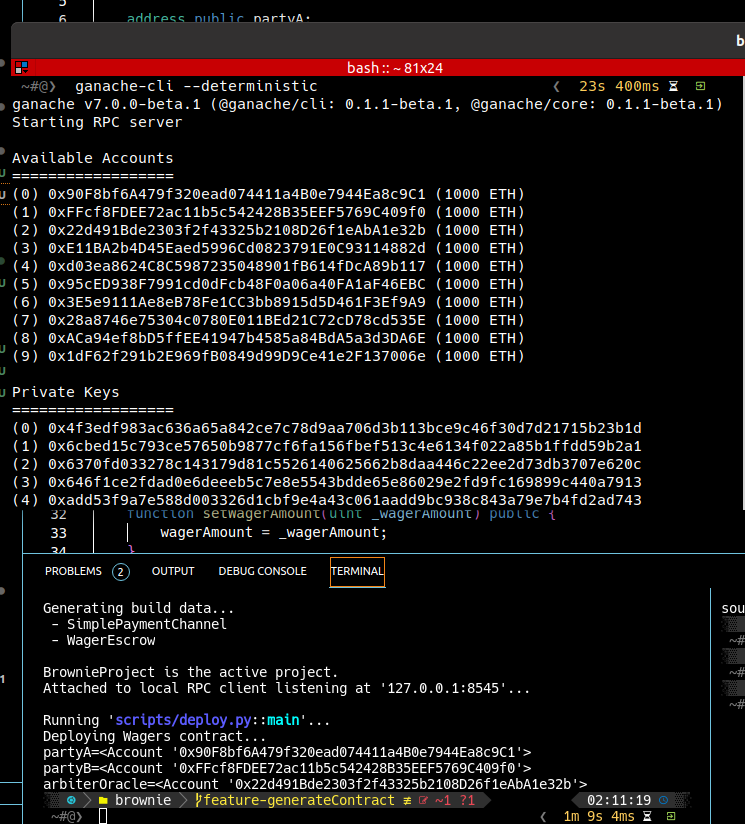 5
6 address public partyA;
b
bash :: ~ 81x24
~#@❯ ganache-cli --deterministic ❮ 23s 400ms
ganache v7.0.0-beta.1 (@ganache/cli: 0.1.1-beta.1, @ganache/core: 0.1.1-beta.1)
Starting RPC server
Available Accounts
==================
(0) 0x90F8bf6A479f320ead074411a4B0e7944Ea8c9C1 (1000 ETH)
(1) 0xFFcf8FDEE72ac11b5c542428B35EEF5769C409f0 (1000 ETH)
(2) 0x22d491Bde2303f2f43325b2108D26f1eAbA1e32b (1000 ETH)
(3) 0xE11BA2b4D45Eaed5996Cd0823791E0C93114882d (1000 ETH)
(4) 0xd03ea8624C8C5987235048901fB614fDcA89b117 (1000 ETH)
(5) 0x95cED938F7991cd0dFcb48F0a06a40FA1aF46EBC (1000 ETH)
(6) 0x3E5e9111Ae8eB78Fe1CC3bb8915d5D461F3Ef9A9 (1000 ETH)
(7) 0x28a8746e75304c0780E011BEd21C72cD78cd535E (1000 ETH)
(8) 0xACa94ef8bD5ffEE41947b4585a84BdA5a3d3DA6E (1000 ETH)
(9) 0x1dF62f291b2E969fB0849d99D9Ce41e2F137006e (1000 ETH)
Private Keys
==================
(0) 0x4f3edf983ac636a65a842ce7c78d9aa706d3b113bce9c46f30d7d21715b23b1d
(1) 0x6cbed15c793ce57650b9877cf6fa156fbef513c4e6134f022a85b1ffdd59b2a1
(2) 0x6370fd033278c143179d81c5526140625662b8daa446c22ee2d73db3707e620c
(3) 0x646f1ce2fdad0e6deeeb5c7e8e5543bdde65e86029e2fd9fc169899c440a7913
(4) 0xadd53f9a7e588d003326d1cbf9e4a43c061aadd9bc938c843a79e7b4fd2ad743
32 function setWagerAmount(uint _wagerAmount) public {
33 wagerAmount = _wagerAmount;
34 }
PROBLEMS 2 OUTPUT DEBUG CONSOLE TERMINAL
Generating build data...
- SimplePaymentChannel
- WagerEscrow
BrownieProject is the active project.
Attached to local RPC client listening at '127.0.0.1:8545'...
Running 'scripts/deploy.py::main'...
Deploying Wagers contract...
partyA=<Account '0x90F8bf6A479f320ead074411a4B0e7944Ea8c9C1'>
partyB=<Account '0xFFcf8FDEE72ac11b5c542428B35EEF5769C409f0'>
arbiterOracle=<Account '0x22d491Bde2303f2f43325b2108D26f1eAbA1e32b'>
brownie feature-generateContract ≢ ~1 ?1 02:11:19
~#@❯ ❮ 1m 9s 4ms
sou
~#
~#
~#
U
U
U
U
U
U
1